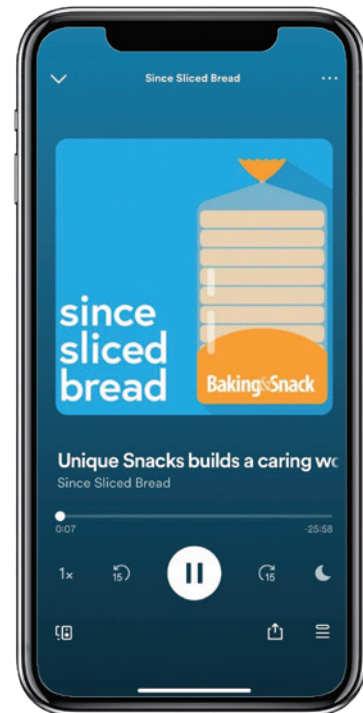 Since Sliced Bread
since
sliced
bread
Baking&Snack
Unique Snacks builds a caring wo
Since Sliced Bread
0:07 -25:58
1x 15 15